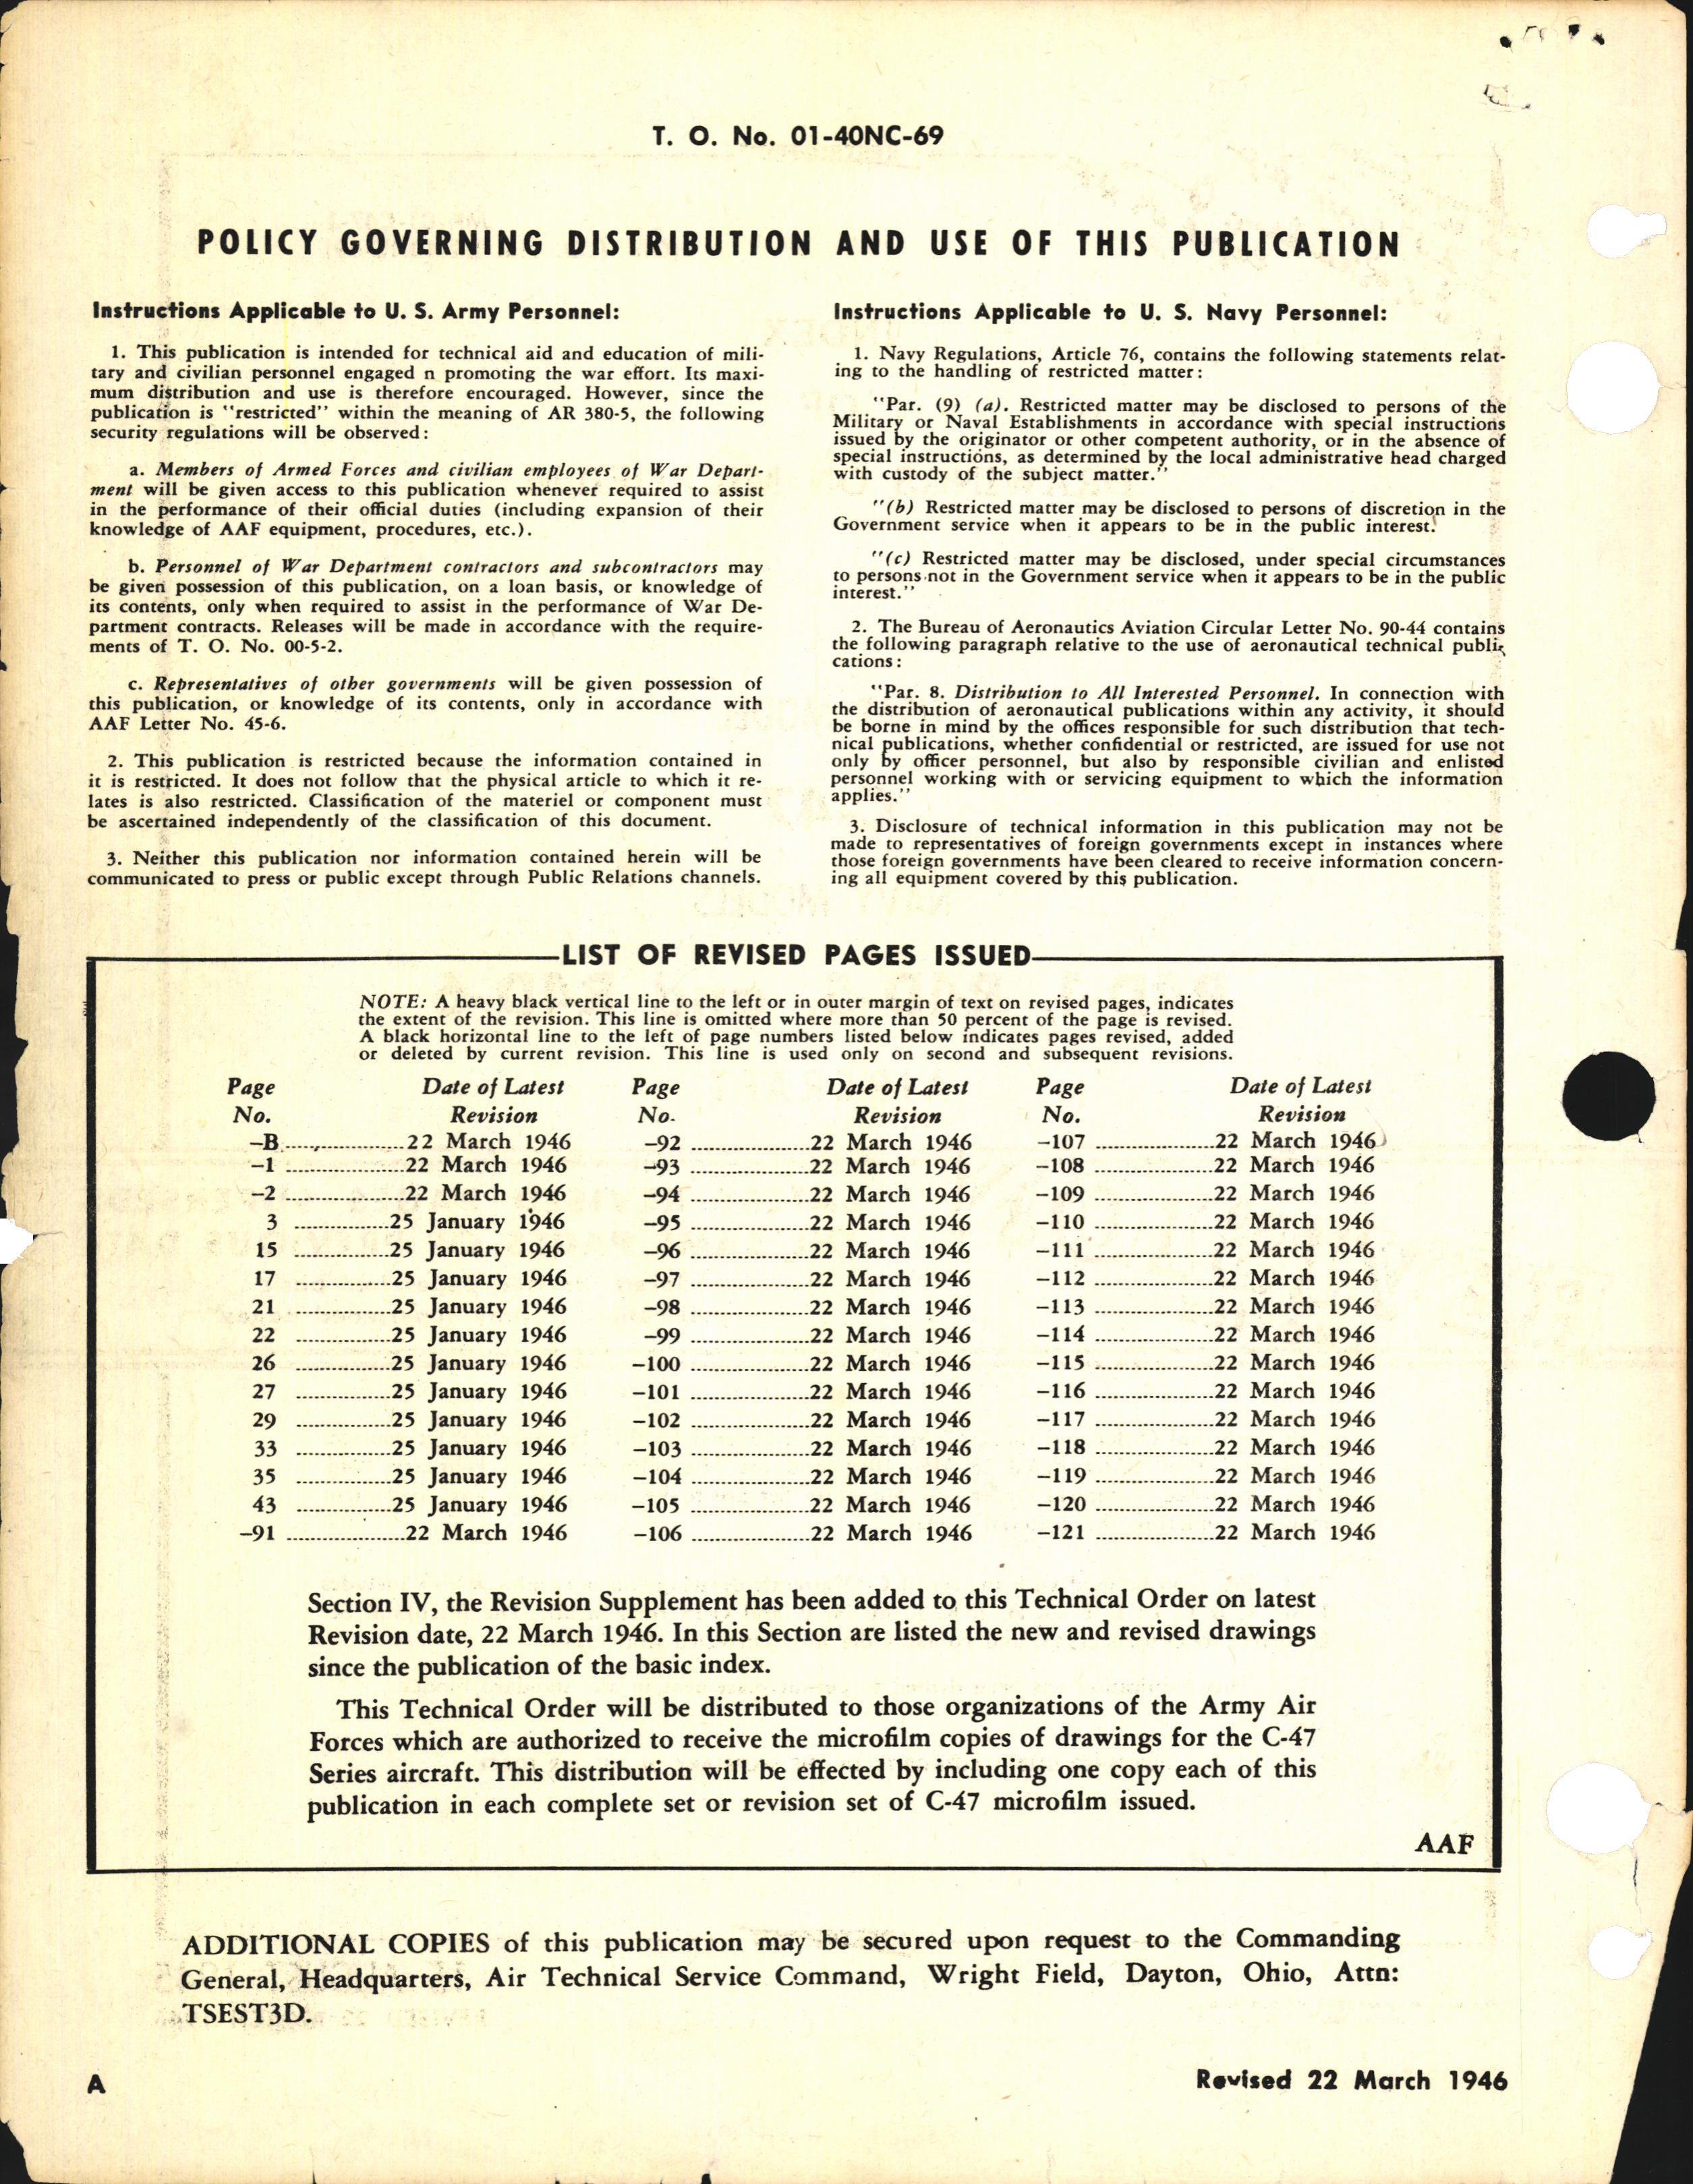 T. O. No. 01-40NC-69
POLICY GOVERNING DISTRIBUTION AND USE OF THIS PUBLICATION
Instructions Applicable to U. S. Army Personnel:
1. This publication is intended for technical aid and education of mili-
tary and civilian personnel engaged n promoting the war effort. Its maxi-
mum distribution and use is therefore encouraged. However, since the
publication is "restricted" within the meaning of AR 380-5, the following
security regulations will be observed:
a. Members of Armed Forces and civilian employees of War Depart-
ment will be given access to this publication whenever required to assist
in the performance of their official duties (including expansion of their
knowledge of AAF equipment, procedures, etc.).
b. Personnel of War Department contractors and subcontractors may
be given possession of this publication, on a loan basis, or knowledge of
its contents, only when required to assist in the performance of War De-
partment contracts. Releases will be made in accordance with the require-
ments of T. O. No. 00-5-2.
c. Representatives of other governments will be given possession of
this publication, or knowledge of its contents, only in accordance with
AAF Letter No. 45-6.
2. This publication is restricted because the information contained in
it is restricted. It does not follow that the physical article to which it re-
lates is also restricted. Classification of the materiel or component must
be ascertained independently of the classification of this document.
3. Neither this publication nor information contained herein will be
communicated to press or public except through Public Relations channels.
Instructions Applicable to U. S. Navy Personnel:
1. Navy Regulations, Article 76, contains the following statements relat-
ing to the handling of restricted matter:
"Par. (9) (a). Restricted matter may be disclosed to persons of the
Military or Naval Establishments in accordance with special instructions
issued by the originator or other competent authority, or in the absence of
special instructions, as determined by the local administrative head charged
with custody of the subject matter."
"(b) Restricted matter may be disclosed to persons of discretion in the
Government service when it appears to be in the public interest.'
"(c) Restricted matter may be disclosed, under special circumstances
to persons not in the Government service when it appears to be in the public
interest."
2. The Bureau of Aeronautics Aviation Circular Letter No. 90-44 contains
the following paragraph relative to the use of aeronautical technical publi-
cations:
"Par. 8. Distribution to All Interested Personnel. In connection with
the distribution of aeronautical publications within any activity, it should
be borne in mind by the offices responsible for such distribution that tech-
nical publications, whether confidential or restricted, are issued for use not
only by officer personnel, but also by responsible civilian and enlisted
personnel working with or servicing equipment to which the information
applies."
3. Disclosure of technical information in this publication may not be
made to representatives of foreign governments except in instances where
those foreign governments have been cleared to receive information concern-
ing all equipment covered by this publication.
LIST OF REVISED PAGES ISSUED
NOTE: A heavy black vertical line to the left or in outer margin of text on revised pages, indicates
the extent of the revision. This line is omitted where more than 50 percent of the page is revised.
A black horizontal line to the left of page numbers listed below indicates pages revised, added
or deleted by current revision. This line is used only on second and subsequent revisions.
Page Date of Latest Page Date of Latest Page Date of Latest
No. Revision No. Revision No. Revision
–B....................22 March 1946 –92 ....................22 March 1946 –107 ....................22 March 1946
–1 ....................22 March 1946 –93 ....................22 March 1946 –108 ....................22 March 1946
–2 ....................22 March 1946 –94 ....................22 March 1946 –109 ....................22 March 1946
3 ................25 January 1946 –95 ....................22 March 1946 –110 ....................22 March 1946
15 ................25 January 1946 –96 ....................22 March 1946 –111 ....................22 March 1946
17 ................25 January 1946 –97 ....................22 March 1946 –112 ....................22 March 1946
21 ................25 January 1946 –98 ....................22 March 1946 –113 ....................22 March 1946
22 ................25 January 1946 –99 ....................22 March 1946 –114 ....................22 March 1946
26 ................25 January 1946 –100 ....................22 March 1946 –115 ....................22 March 1946
27 ................25 January 1946 –101 ....................22 March 1946 –116 ....................22 March 1946
29 ................25 January 1946 –102 ....................22 March 1946 –117 ....................22 March 1946
33 ................25 January 1946 –103 ....................22 March 1946 –118 ....................22 March 1946
35 ................25 January 1946 –104 ....................22 March 1946 –119 ....................22 March 1946
43 ................25 January 1946 –105 ....................22 March 1946 –120 ....................22 March 1946
–91 ....................22 March 1946 –106 ....................22 March 1946 –121 ....................22 March 1946
Section IV, the Revision Supplement has been added to this Technical Order on latest
Revision date, 22 March 1946. In this Section are listed the new and revised drawings
since the publication of the basic index.
This Technical Order will be distributed to those organizations of the Army Air
Forces which are authorized to receive the microfilm copies of drawings for the C-47
Series aircraft. This distribution will be effected by including one copy each of this
publication in each complete set or revision set of C-47 microfilm issued.
AAF
ADDITIONAL COPIES of this publication may be secured upon request to the Commanding
General, Headquarters, Air Technical Service Command, Wright Field, Dayton, Ohio, Attn:
TSEST3D.
A
Revised 22 March 1946